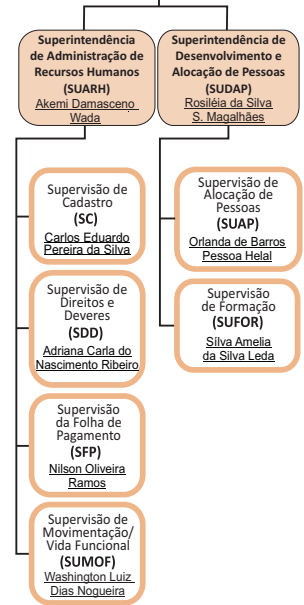 Superintendência
de Administração de
Recursos Humanos
(SUARH)
Akemi Damasceno
Wada
Superintendência de
Desenvolvimento e
Alocação de Pessoas
(SUDAP)
Rosiléia da Silva
S. Magalhães
Supervisão de
Cadastro
(SC)
Carlos Eduardo
Pereira da Silva
Supervisão de
Direitos e
Deveres
(SDD)
Adriana Carla do
Nascimento Ribeiro
Supervisão
da Folha de
Pagamento
(SFP)
Nilson Oliveira
Ramos
Supervisão de
Movimentação/
Vida Funcional
(SUMOF)
Washington Luiz
Dias Nogueira
Supervisão de
Alocação de
Pessoas
(SUAP)
Orlanda de Barros
Pessoa Helal
Supervisão
de Formação
(SUFOR)
Sílva Amelia
da Silva Leda